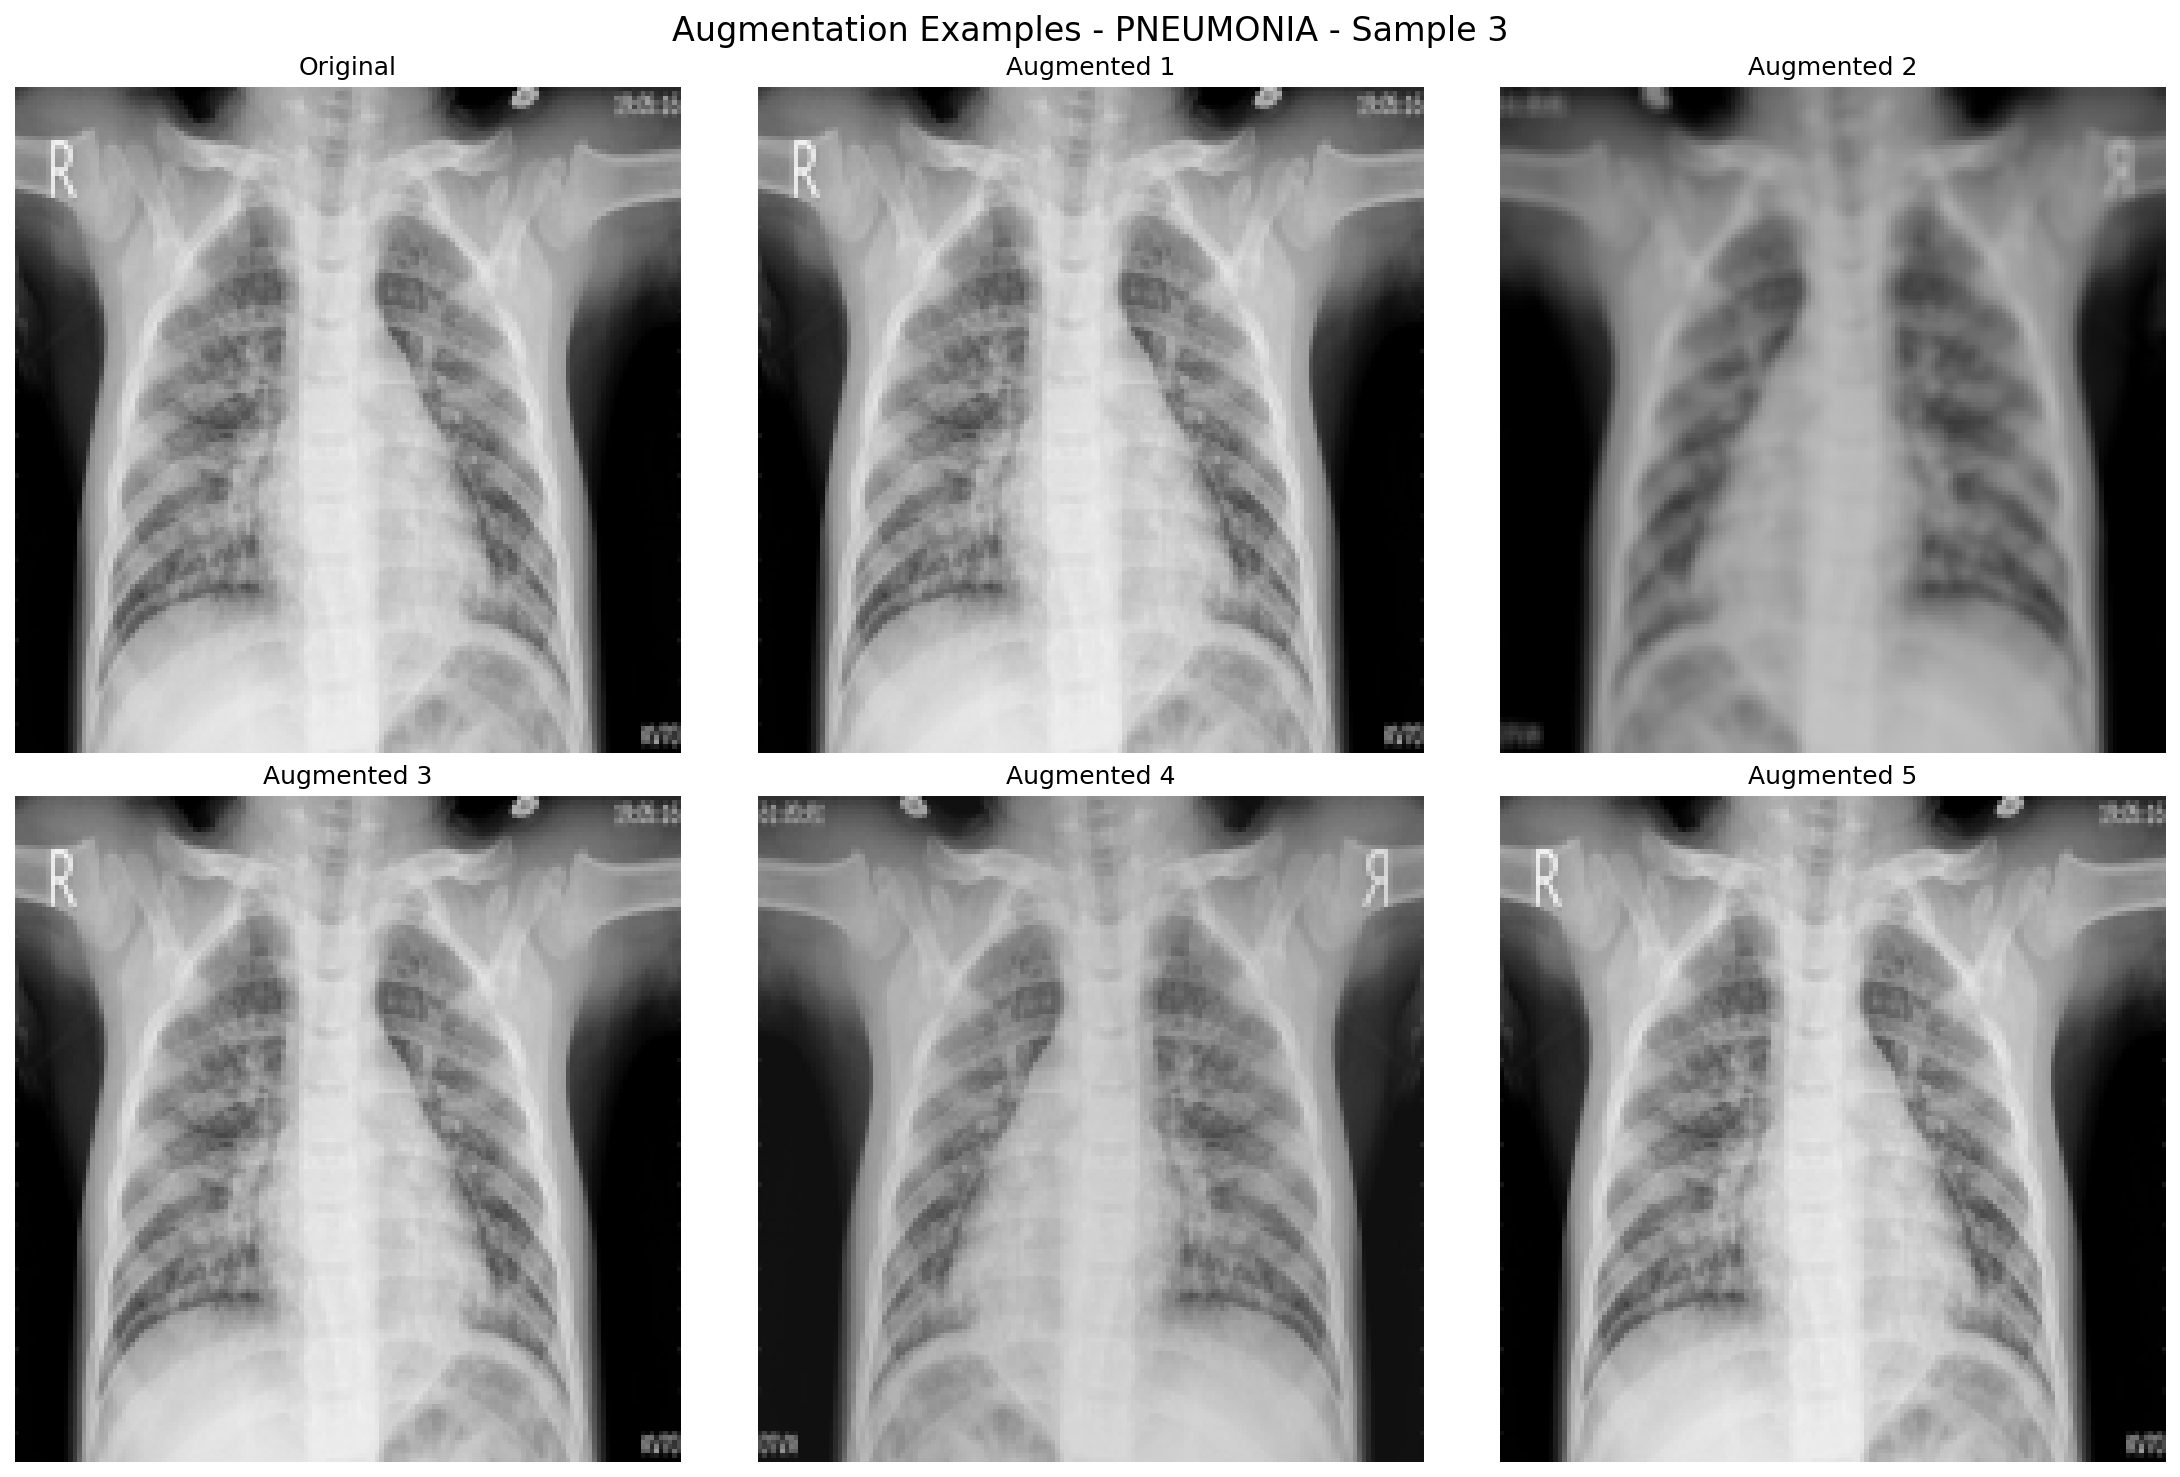 Augmentation Examples - PNEUMONIA - Sample 3
Original
Augmented 1
Augmented 2
R
R
Augmented 3
Augmented 4
Augmented 5
R
R